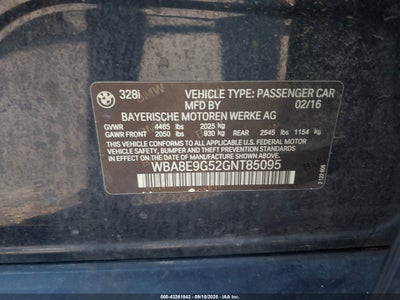 328i VEHICLE TYPE: PASSENGER CAR
MFD BY 02/16
BAYERISCHE MOTOREN WERKE AG
GVWR 4465 lbs 2025 kg
GAWR FRONT 2050 lbs 930 kg REAR 2545 lbs 1154 kg
THIS VEHICLE CONFORMS TO ALL APPLICABLE FEDERAL MOTOR
VEHICLE SAFETY, BUMPER AND THEFT PREVENTION STANDARDS
IN EFFECT ON THE DATE OF MANUFACTURE SHOWN ABOVE.
WBA8E9G52GNT85095
000-43261842 - 09/18/2025 - IAA Holdings, LLC.